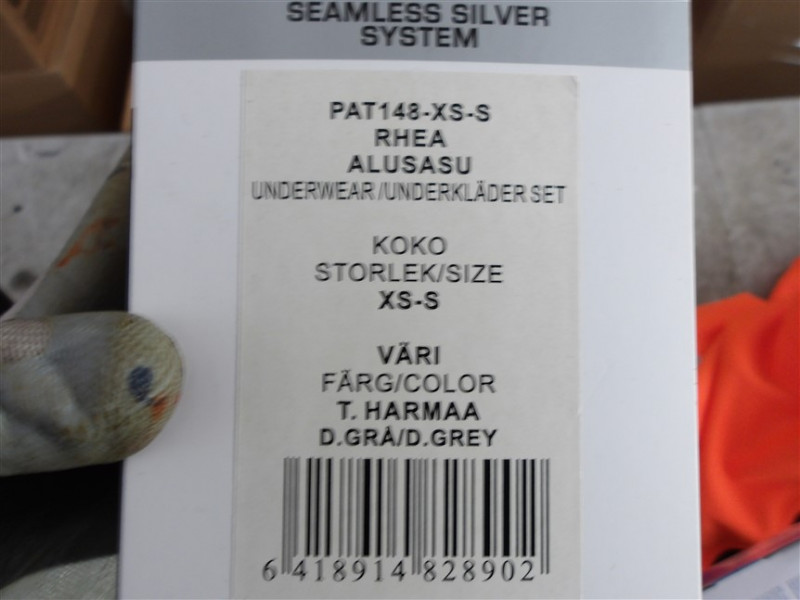 SEAMLESS SILVER
SYSTEM
PAT148-XS-S
RHEA
ALUSASU
UNDERWEAR/UNDERKLÄDER SET
KOKO
STORLEK/SIZE
XS-S
VÄRI
FÄRG/COLOR
T. HARMAA
D.GRÅ/D.GREY
6 418914 828902